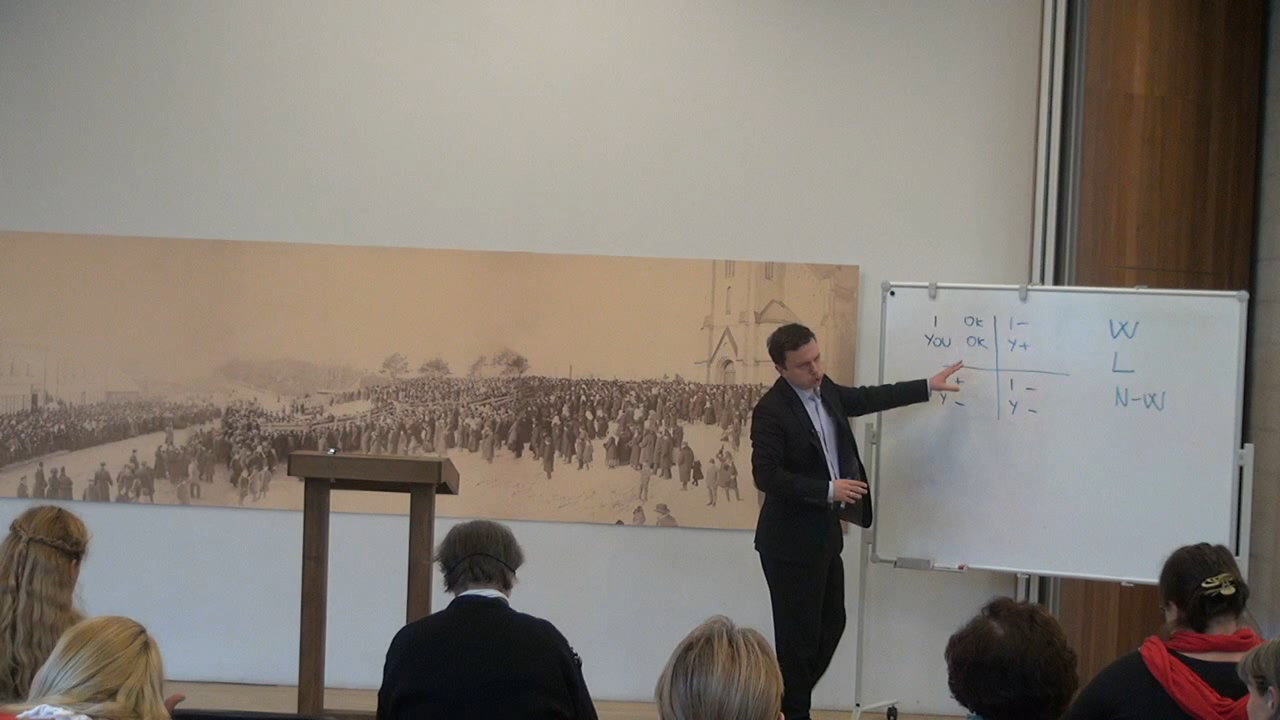 I OK I -
YOU OK Y +
+ I -
Y - Y -
W
L
N-W